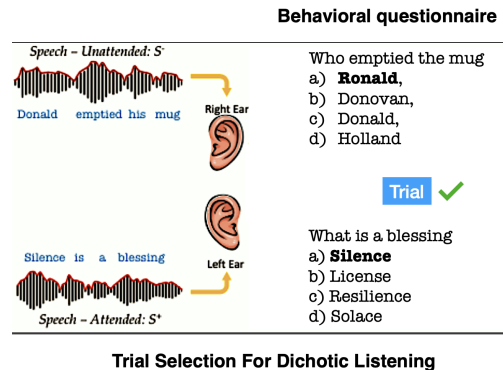 Behavioral questionnaire
Speech – Unattended: S-
Donald emptied his mug
Right Ear
Who emptied the mug
a) Ronald,
b) Donovan,
c) Donald,
d) Holland
Trial
Silence is a blessing
Left Ear
Speech – Attended: S+
What is a blessing
a) Silence
b) License
c) Resilience
d) Solace
Trial Selection For Dichotic Listening